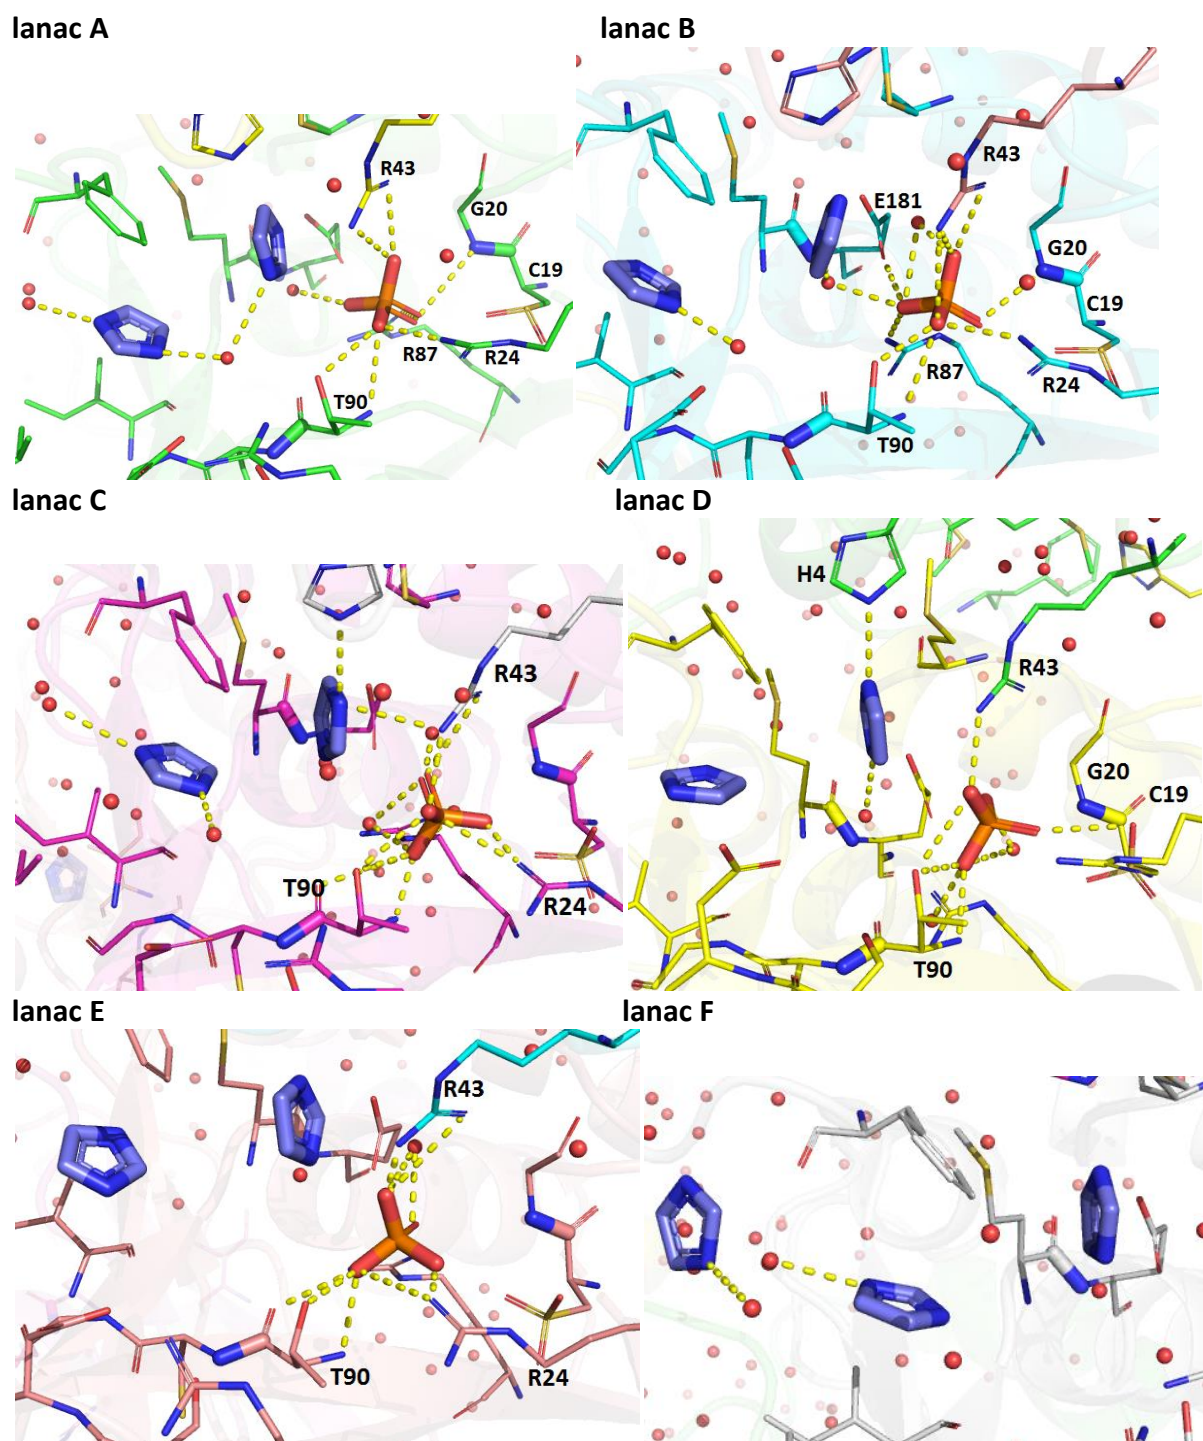 lanac A
lanac B
R43
G20
C19
R87
R24
T90
R43
E181
G20
C19
R87
R24
T90
lanac C
lanac D
R43
T90
R24
H4
R43
G20
C19
T90
lanac E
lanac F
R43
T90
R24